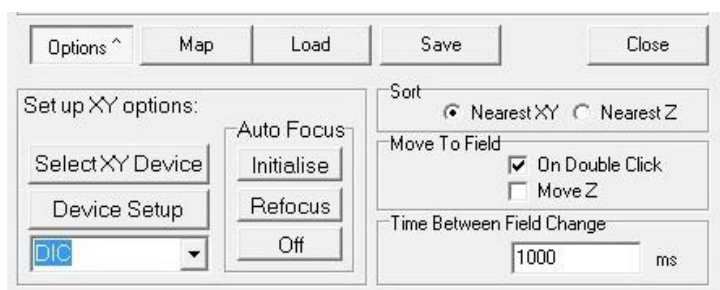 Options ^ Map Load Save Close
Set up XY options:
Auto Focus
Select XY Device Initialise
Device Setup Refocus
DIC Off
Sort
Nearest XY Nearest Z
Move To Field
On Double Click
Move Z
Time Between Field Change
1000 ms